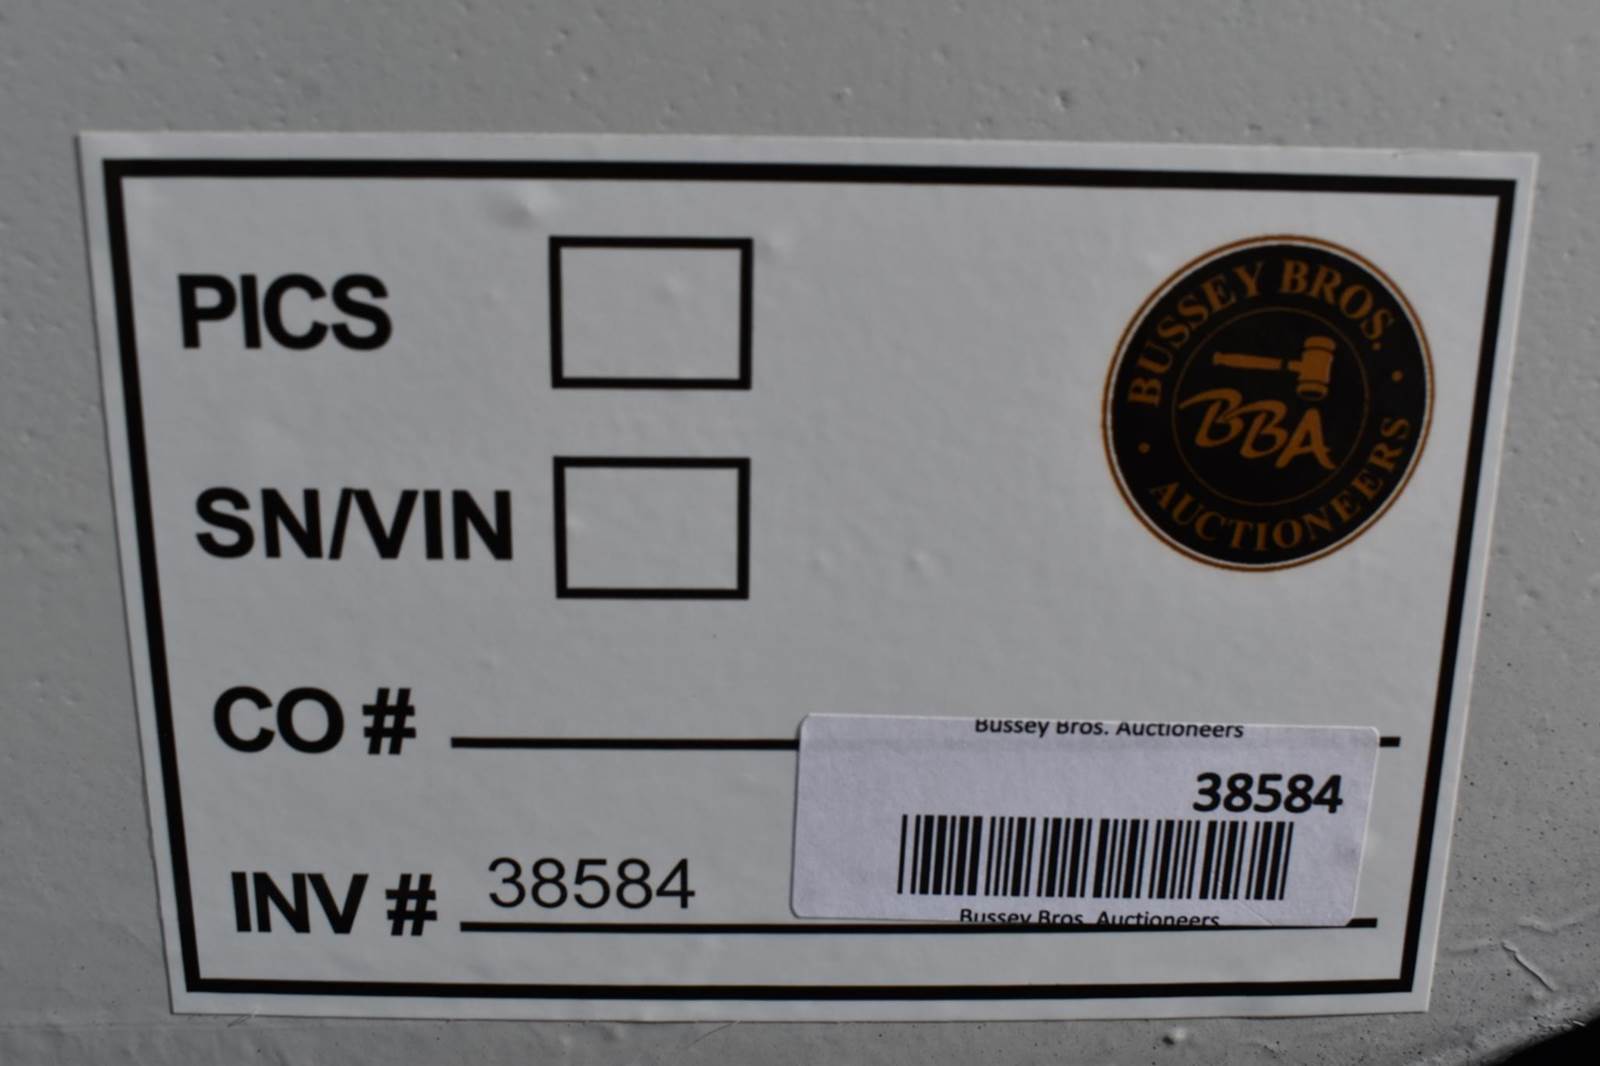 PICS
BUSSEY BROS.
BBA
AUCTIONEERS
SN/VIN
CO #
Bussey Bros. Auctioneers
38584
INV # 38584
Bussey Bros. Auctioneers